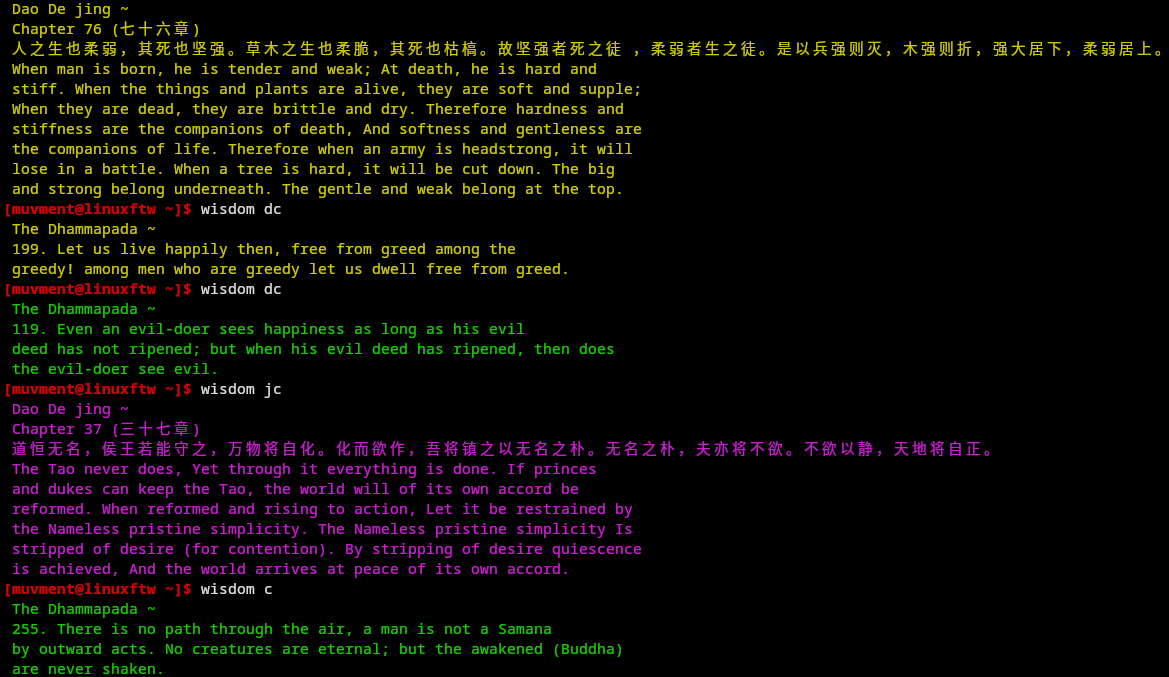 Dao De jing ~
Chapter 76 (七十六章)
人之生也柔弱，其死也坚强。草木之生也柔脆，其死也枯槁。故坚强者死之徒 ，柔弱者生之徒。是以兵强则灭，木强则折，强大居下，柔弱居上。
When man is born, he is tender and weak; At death, he is hard and
stiff. When the things and plants are alive, they are soft and supple;
When they are dead, they are brittle and dry. Therefore hardness and
stiffness are the companions of death, And softness and gentleness are
the companions of life. Therefore when an army is headstrong, it will
lose in a battle. When a tree is hard, it will be cut down. The big
and strong belong underneath. The gentle and weak belong at the top.
[muvment@linuxftw ~]$ wisdom dc
The Dhammapada ~
199. Let us live happily then, free from greed among the
greedy! among men who are greedy let us dwell free from greed.
[muvment@linuxftw ~]$ wisdom dc
The Dhammapada ~
119. Even an evil-doer sees happiness as long as his evil
deed has not ripened; but when his evil deed has ripened, then does
the evil-doer see evil.
[muvment@linuxftw ~]$ wisdom jc
Dao De jing ~
Chapter 37 (三十七章)
道恒无名，侯王若能守之，万物将自化。化而欲作，吾将镇之以无名之朴。无名之朴，夫亦将不欲。不欲以静，天地将自正。
The Tao never does, Yet through it everything is done. If princes
and dukes can keep the Tao, the world will of its own accord be
reformed. When reformed and rising to action, Let it be restrained by
the Nameless pristine simplicity. The Nameless pristine simplicity Is
stripped of desire (for contention). By stripping of desire quiescence
is achieved, And the world arrives at peace of its own accord.
[muvment@linuxftw ~]$ wisdom c
The Dhammapada ~
255. There is no path through the air, a man is not a Samana
by outward acts. No creatures are eternal; but the awakened (Buddha)
are never shaken.